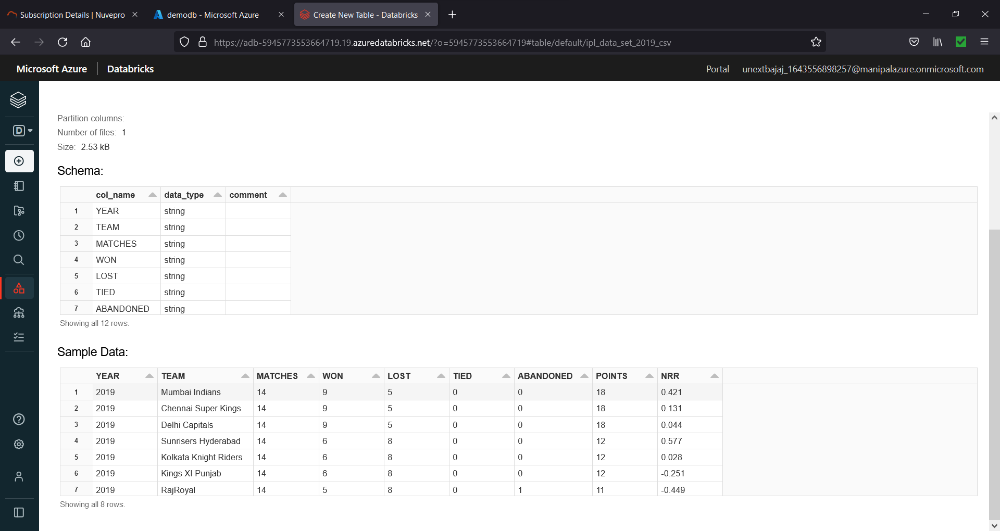 Subscription Details | Nuvepro
demodb - Microsoft Azure
Create New Table - Databricks
https://adb-5945773553664719.19.azuredatabricks.net/?o=5945773553664719#table/default/ipl_data_set_2019_csv
Microsoft Azure | Databricks
Portal unextbajaj_1643556898257@manipalazure.onmicrosoft.com
D
Partition columns:
Number of files: 1
Size: 2.53 kB
Schema:
col_name data_type comment
1 YEAR string
2 TEAM string
3 MATCHES string
4 WON string
5 LOST string
6 TIED string
7 ABANDONED string
Showing all 12 rows.
Sample Data:
YEAR TEAM MATCHES WON LOST TIED ABANDONED POINTS NRR
1 2019 Mumbai Indians 14 9 5 0 0 18 0.421
2 2019 Chennai Super Kings 14 9 5 0 0 18 0.131
3 2019 Delhi Capitals 14 9 5 0 0 18 0.044
4 2019 Sunrisers Hyderabad 14 6 8 0 0 12 0.577
5 2019 Kolkata Knight Riders 14 6 8 0 0 12 0.028
6 2019 Kings XI Punjab 14 6 8 0 0 12 -0.251
7 2019 RajRoyal 14 5 8 0 1 11 -0.449
Showing all 8 rows.